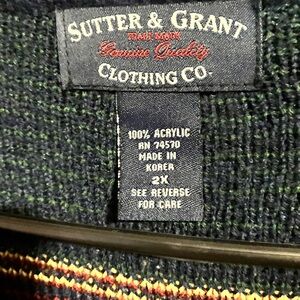 SUTTER & GRANT
TRADE MARK
Genuine Quality
CLOTHING CO.
100% ACRYLIC
RN 74570
MADE IN
KOREA
2X
SEE REVERSE
FOR CARE